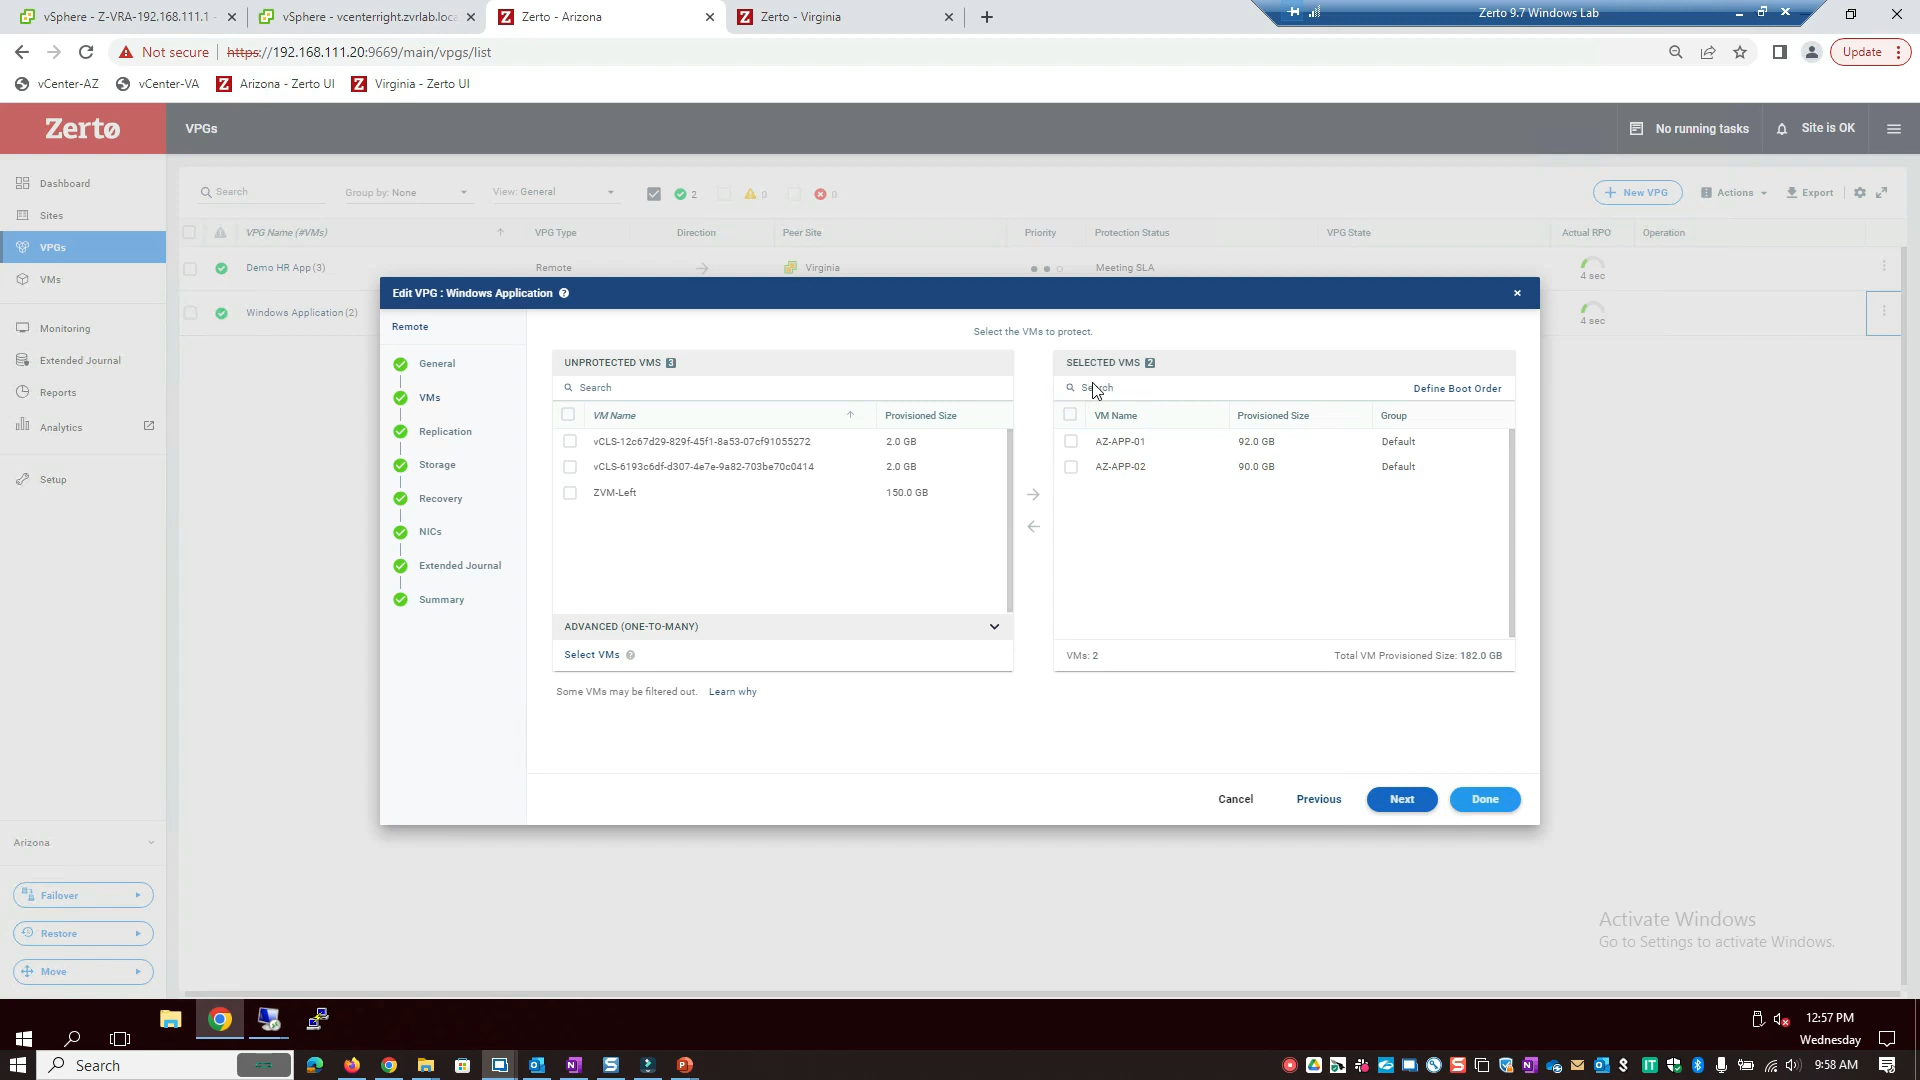 vSphere - Z-VRA-192.168.111.1
vSphere - vcenterright.zvrlab.loca
Zerto - Arizona
Zerto - Virginia
Zerto 9.7 Windows Lab
Not secure
https://192.168.111.20:9669/main/vpgs/list
Update
vCenter-AZ
vCenter-VA
Arizona - Zerto UI
Virginia - Zerto UI
Zerto
VPGs
No running tasks
Site is OK
Dashboard
Sites
VPGs
VMs
Monitoring
Extended Journal
Reports
Analytics
Setup
Arizona
Failover
Restore
Move
Search
Group by: None
View: General
2
0
0
New VPG
Actions
Export
VPG Name (#VMs)
VPG Type
Direction
Peer Site
Priority
Protection Status
VPG State
Actual RPO
Operation
Demo HR App (3)
Remote
Virginia
Meeting SLA
4 sec
Windows Application (2)
4 sec
Edit VPG : Windows Application
Remote
General
VMs
Replication
Storage
Recovery
NICs
Extended Journal
Summary
Select the VMs to protect.
UNPROTECTED VMS 3
Search
VM Name
Provisioned Size
vCLS-12c67d29-829f-45f1-8a53-07cf91055272
2.0 GB
vCLS-6193c6df-d307-4e7e-9a82-703be70c0414
2.0 GB
ZVM-Left
150.0 GB
ADVANCED (ONE-TO-MANY)
Select VMs
Some VMs may be filtered out. Learn why
SELECTED VMS 2
Search
Define Boot Order
VM Name
Provisioned Size
Group
AZ-APP-01
92.0 GB
Default
AZ-APP-02
90.0 GB
Default
VMs: 2
Total VM Provisioned Size: 182.0 GB
Cancel
Previous
Next
Done
Activate Windows
Go to Settings to activate Windows.
12:57 PM
Wednesday
Search
9:58 AM